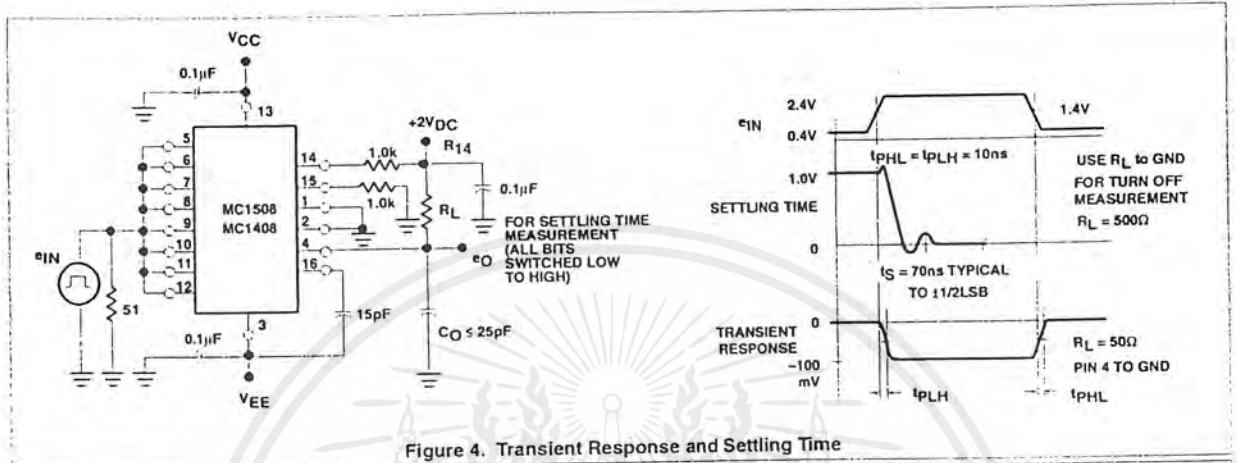 VCC
0.1µF
13
5
6
7
8
9
10
11
12
MC1508
MC1408
14
15
1
2
4
16
1.0k
1.0k
+2VDC
R14
0.1µF
RL
FOR SETTLING TIME
MEASUREMENT
(ALL BITS
SWITCHED LOW
TO HIGH)
eO
eIN
51
0.1µF
3
15pF
CO ≤ 25pF
VEE
eIN
2.4V
0.4V
1.4V
tPHL = tPLH = 10ns
USE RL to GND
FOR TURN OFF
MEASUREMENT
RL = 500Ω
1.0V
SETTLING TIME
0
tS = 70ns TYPICAL
TO ±1/2LSB
0
TRANSIENT
RESPONSE
-100
mV
RL = 50Ω
PIN 4 TO GND
tPLH
tPHL
Figure 4. Transient Response and Settling Time